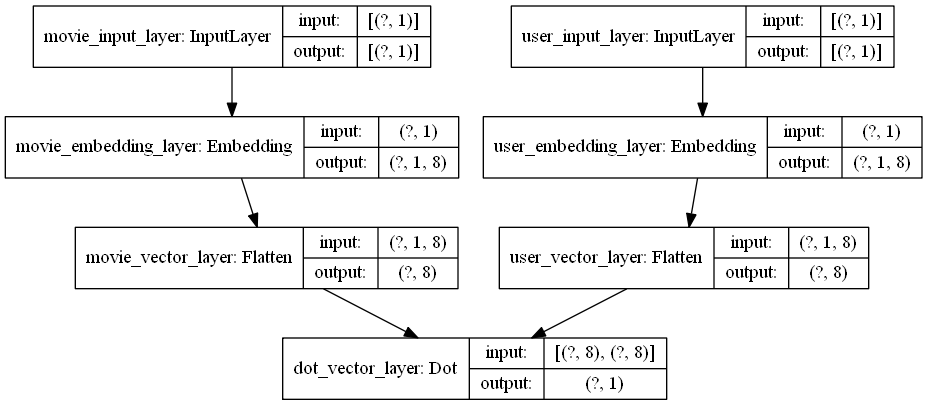 movie_input_layer: InputLayer
input:
[(?, 1)]
output:
[(?, 1)]
user_input_layer: InputLayer
input:
[(?, 1)]
output:
[(?, 1)]
movie_embedding_layer: Embedding
input:
(?, 1)
output:
(?, 1, 8)
user_embedding_layer: Embedding
input:
(?, 1)
output:
(?, 1, 8)
movie_vector_layer: Flatten
input:
(?, 1, 8)
output:
(?, 8)
user_vector_layer: Flatten
input:
(?, 1, 8)
output:
(?, 8)
dot_vector_layer: Dot
input:
[(?, 8), (?, 8)]
output:
(?, 1)